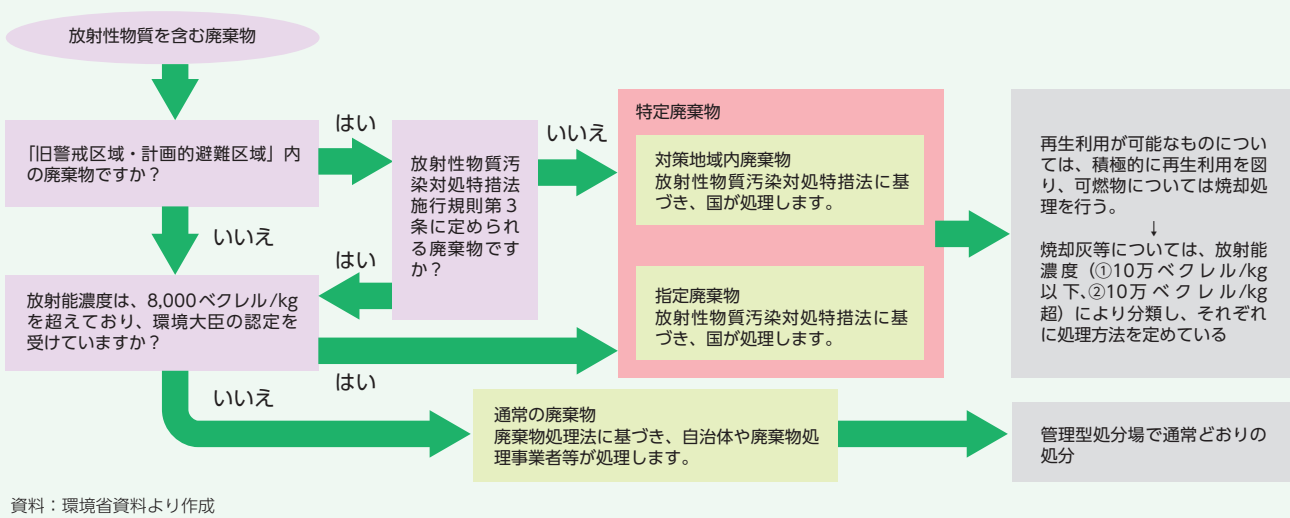 放射性物質を含む廃棄物
「旧警戒区域・計画的避難区域」内
の廃棄物ですか？
はい
放射性物質汚
染対処特措法
施行規則第３
条に定められ
る廃棄物です
か？
いいえ
特定廃棄物
対策地域内廃棄物
放射性物質汚染対処特措法に基
づき、国が処理します。
指定廃棄物
放射性物質汚染対処特措法に基
づき、国が処理します。
再生利用が可能なものについ
ては、積極的に再生利用を図
り、可燃物については焼却処
理を行う。
↓
焼却灰等については、放射能
濃度（①10万ベクレル/kg
以下、②10万ベクレル/kg
超）により分類し、それぞれ
に処理方法を定めている
いいえ
はい
放射能濃度は、8,000ベクレル/kg
を超えており、環境大臣の認定を
受けていますか？
はい
いいえ
通常の廃棄物
廃棄物処理法に基づき、自治体や廃棄物処
理事業者等が処理します。
管理型処分場で通常どおりの
処分
資料：環境省資料より作成